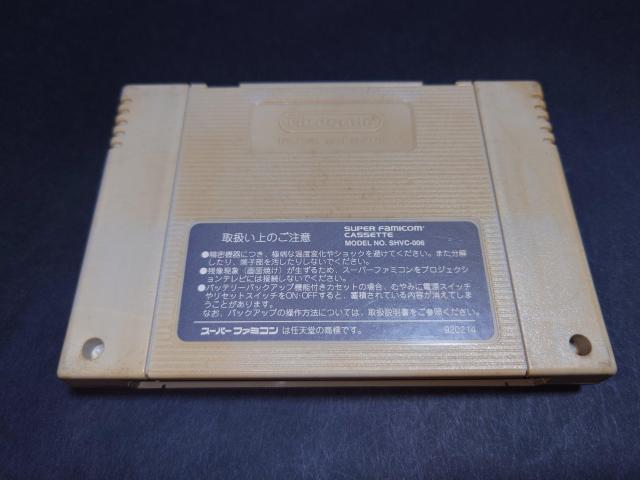 Nintendo
取扱い上のご注意
SUPER FAMICOM
CASSETTE
MODEL NO. SHVC-006
●精密機器につき、極端な温度変化やショックを避けてください。また分解
したり、端子部を汚したりしないでください。
●残像現象（画面焼け）が生ずるため、スーパーファミコンをプロジェクシ
ョンテレビには接続しないでください。
●バッテリーバックアップ機能付きカセットの場合、むやみに電源スイッチ
やリセットスイッチをON・OFFすると、蓄積されている内容が消えてしま
うことがあります。
なお、バックアップの操作方法については、取扱説明書をご参照ください。
スーパーファミコン は任天堂の商標です。
920214